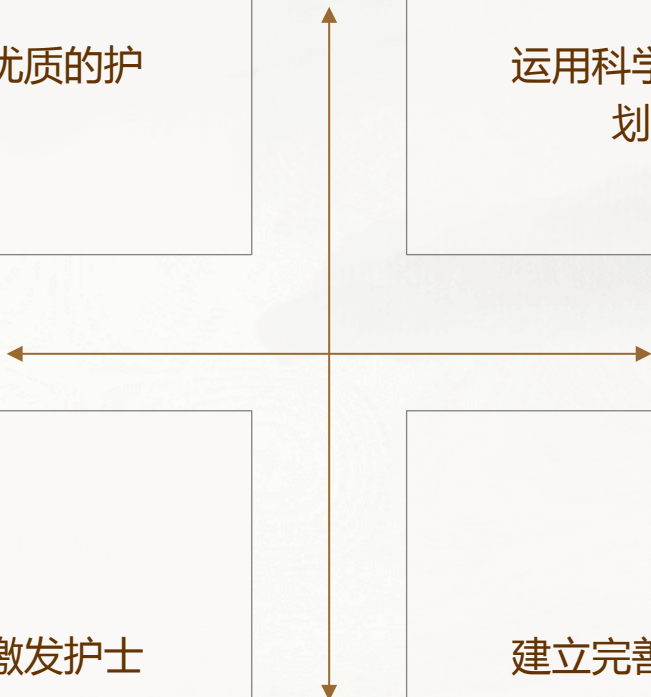 优质的护
运用科学
划
激发护士
建立完善